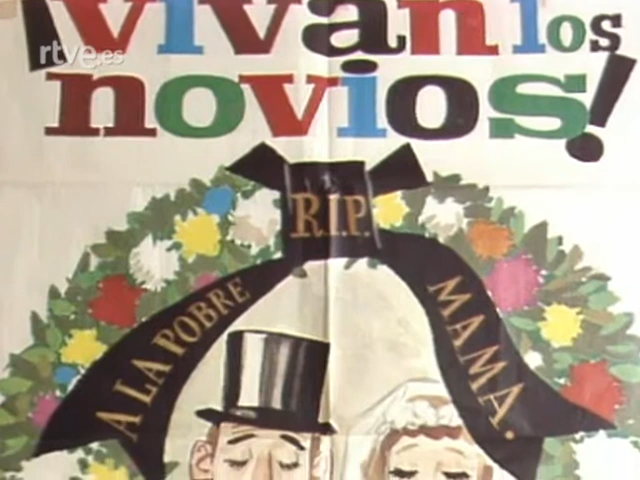 rtve.es
¡vivan los
novios!
R.I.P.
A LA POBRE
MAMA.